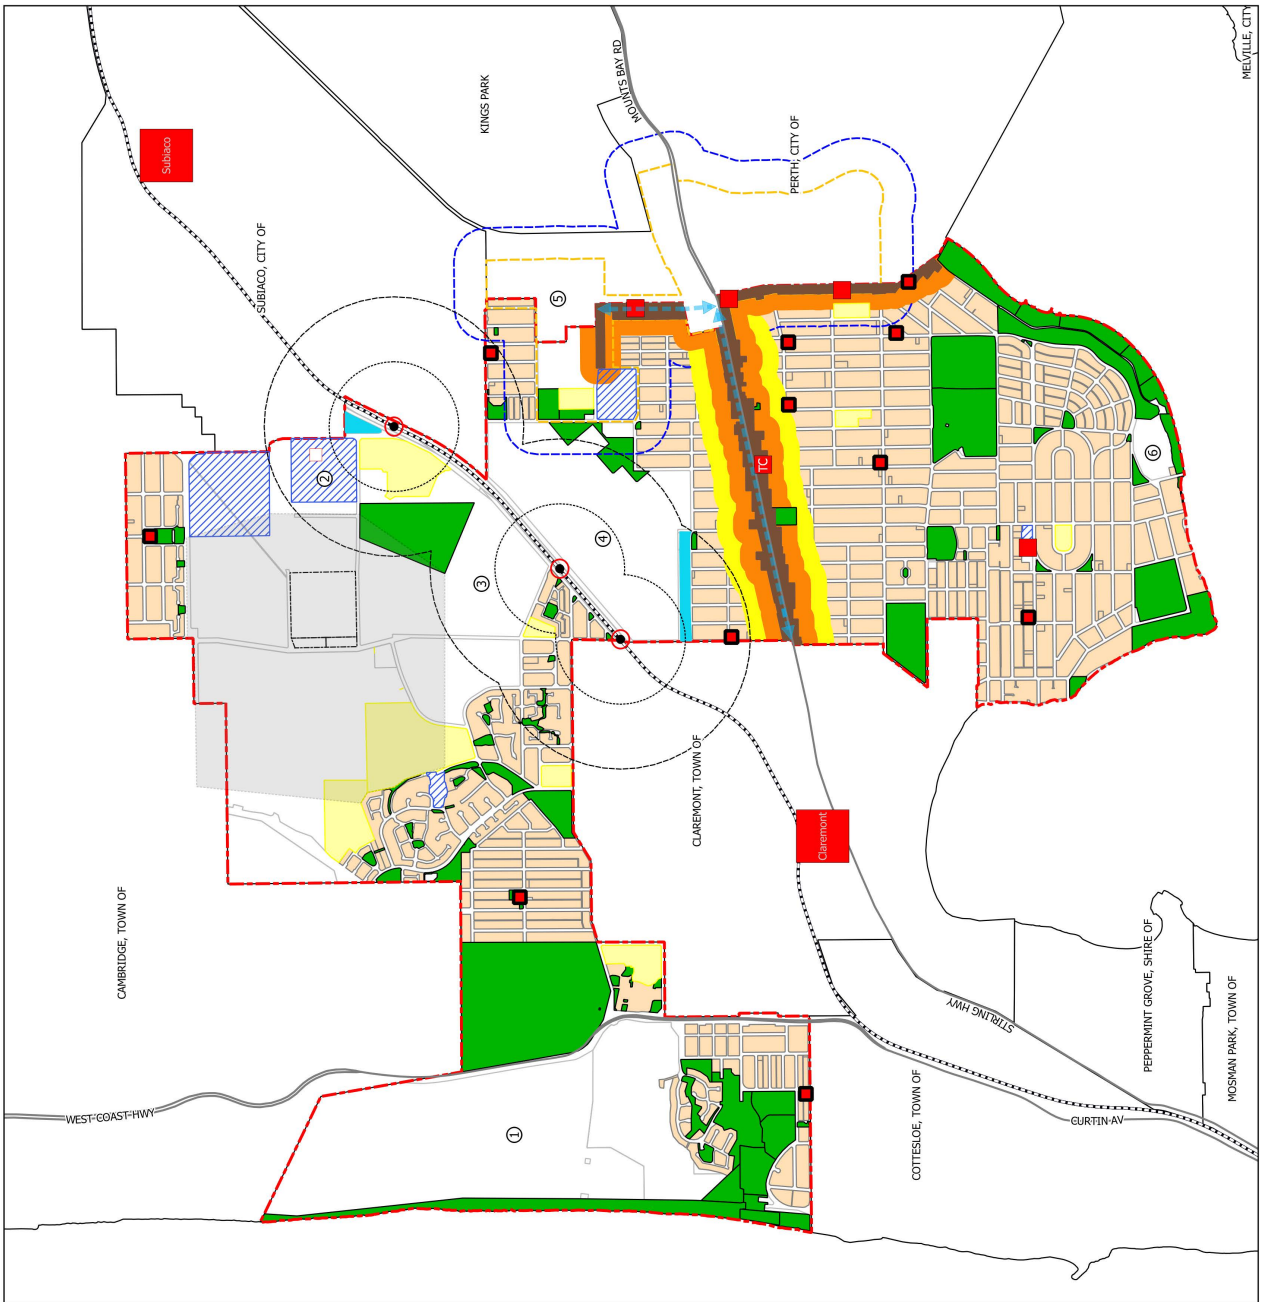 MELVILLE, CITY
KINGS PARK
MOUNTS BAY RD
Subiaco
PERTH, CITY OF
SUBIACO, CITY OF
5
2
4
TC
6
3
CLAREMONT, TOWN OF
Claremont
CAMBRIDGE, TOWN OF
STIRLING HWY
PEPPERMINT GROVE, SHIRE OF
MOSMAN PARK, TOWN OF
WEST COAST HWY
1
COTTESLOE, TOWN OF
CURTIN AV